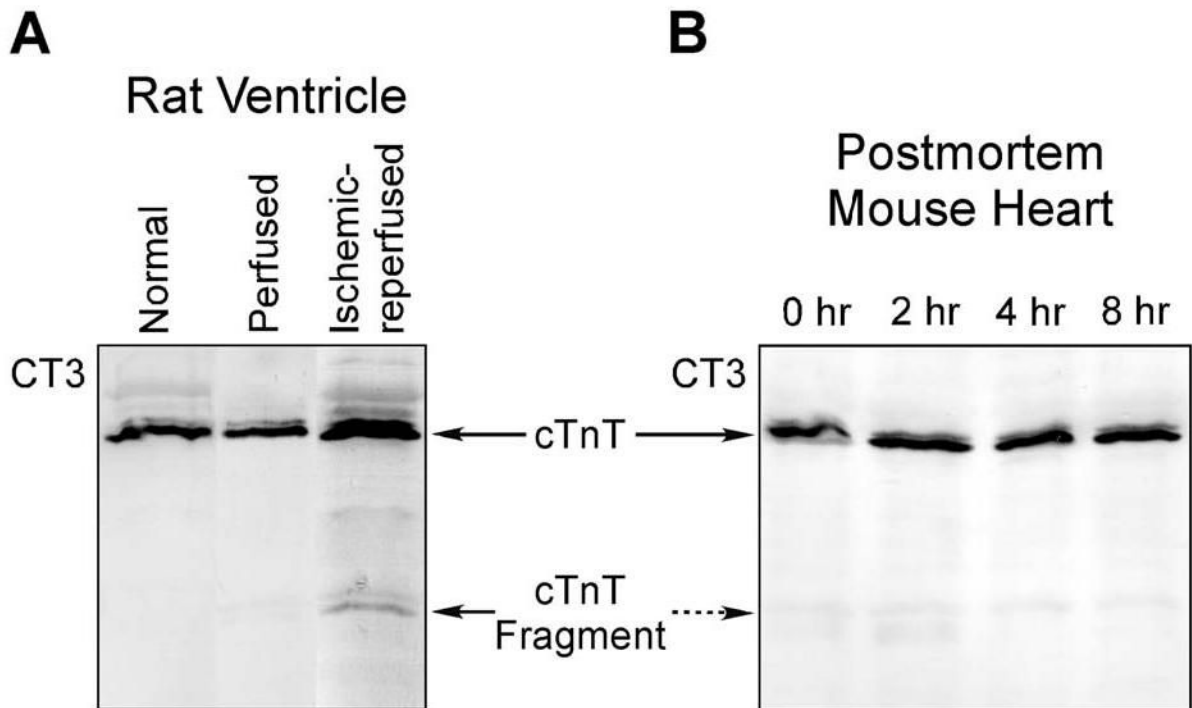 A
Rat Ventricle
Normal
Perfused
Ischemic-
reperfused
CT3
cTnT
cTnT
Fragment
B
Postmortem
Mouse Heart
0 hr 2 hr 4 hr 8 hr
CT3